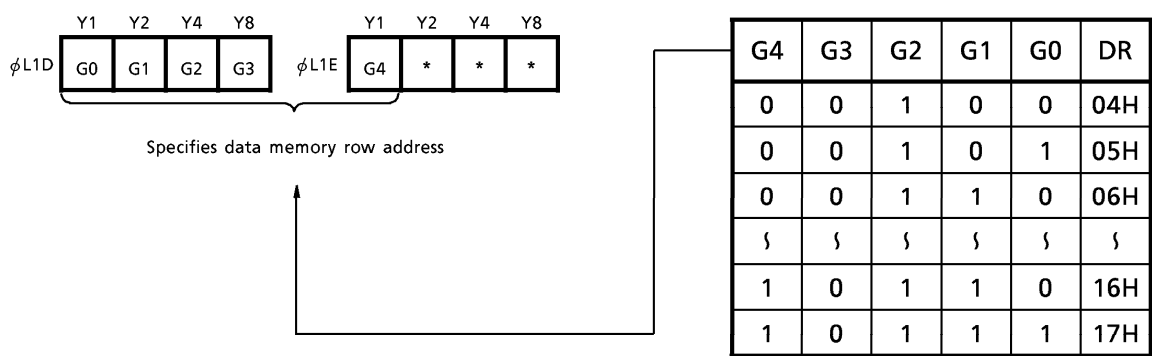 Y1 Y2 Y4 Y8
φL1D G0 G1 G2 G3
Y1 Y2 Y4 Y8
φL1E G4 * * *
Specifies data memory row address
G4 G3 G2 G1 G0 DR
0 0 1 0 0 04H
0 0 1 0 1 05H
0 0 1 1 0 06H
≀ ≀ ≀ ≀ ≀ ≀
1 0 1 1 0 16H
1 0 1 1 1 17H